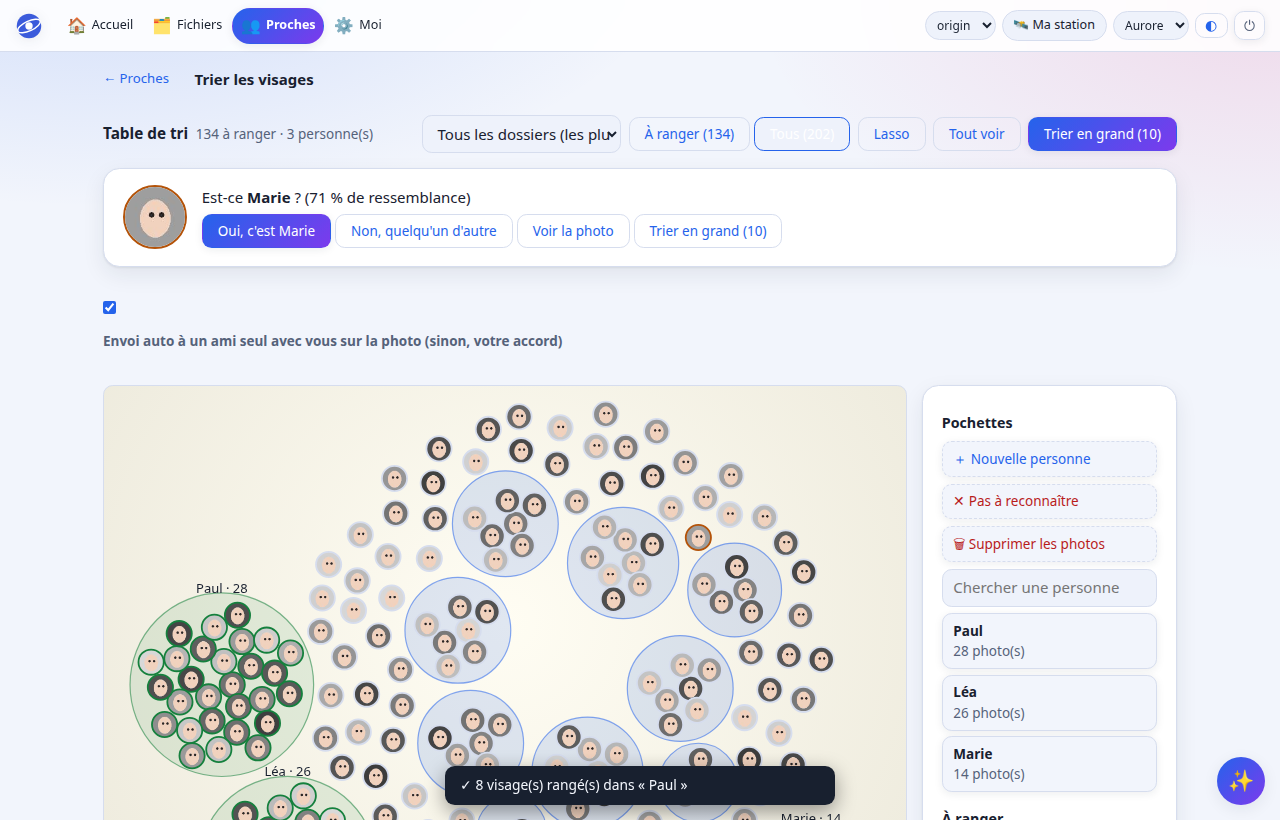 Accueil
Fichiers
Proches
Moi
origin
Ma station
Aurore
← Proches
Trier les visages
Table de tri
134 à ranger · 3 personne(s)
Tous les dossiers (les plu
À ranger (134)
Tous (202)
Lasso
Tout voir
Trier en grand (10)
Est-ce Marie ? (71 % de ressemblance)
Oui, c'est Marie
Non, quelqu'un d'autre
Voir la photo
Trier en grand (10)
Envoi auto à un ami seul avec vous sur la photo (sinon, votre accord)
Paul · 28
Léa · 26
Marie · 14
✓ 8 visage(s) rangé(s) dans « Paul »
Pochettes
+ Nouvelle personne
✕ Pas à reconnaître
Supprimer les photos
Chercher une personne
Paul
28 photo(s)
Léa
26 photo(s)
Marie
14 photo(s)
À ranger